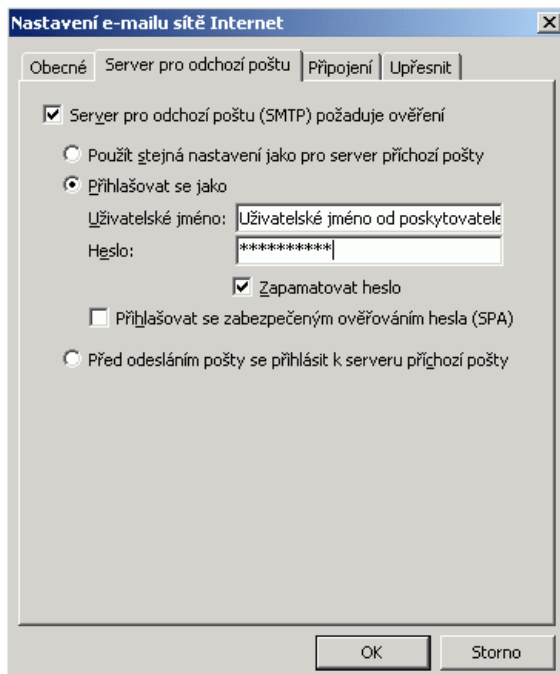 Nastavení e-mailu sítě Internet
Obecné Server pro odchozí poštu Připojení Upřesnit
Server pro odchozí poštu (SMTP) požaduje ověření
Použít stejná nastavení jako pro server příchozí pošty
Přihlašovat se jako
Uživatelské jméno: Uživatelské jméno od poskytovatele
Heslo: **********
Zapamatovat heslo
Přihlašovat se zabezpečeným ověřováním hesla (SPA)
Před odesláním pošty se přihlásit k serveru příchozí pošty
OK Storno